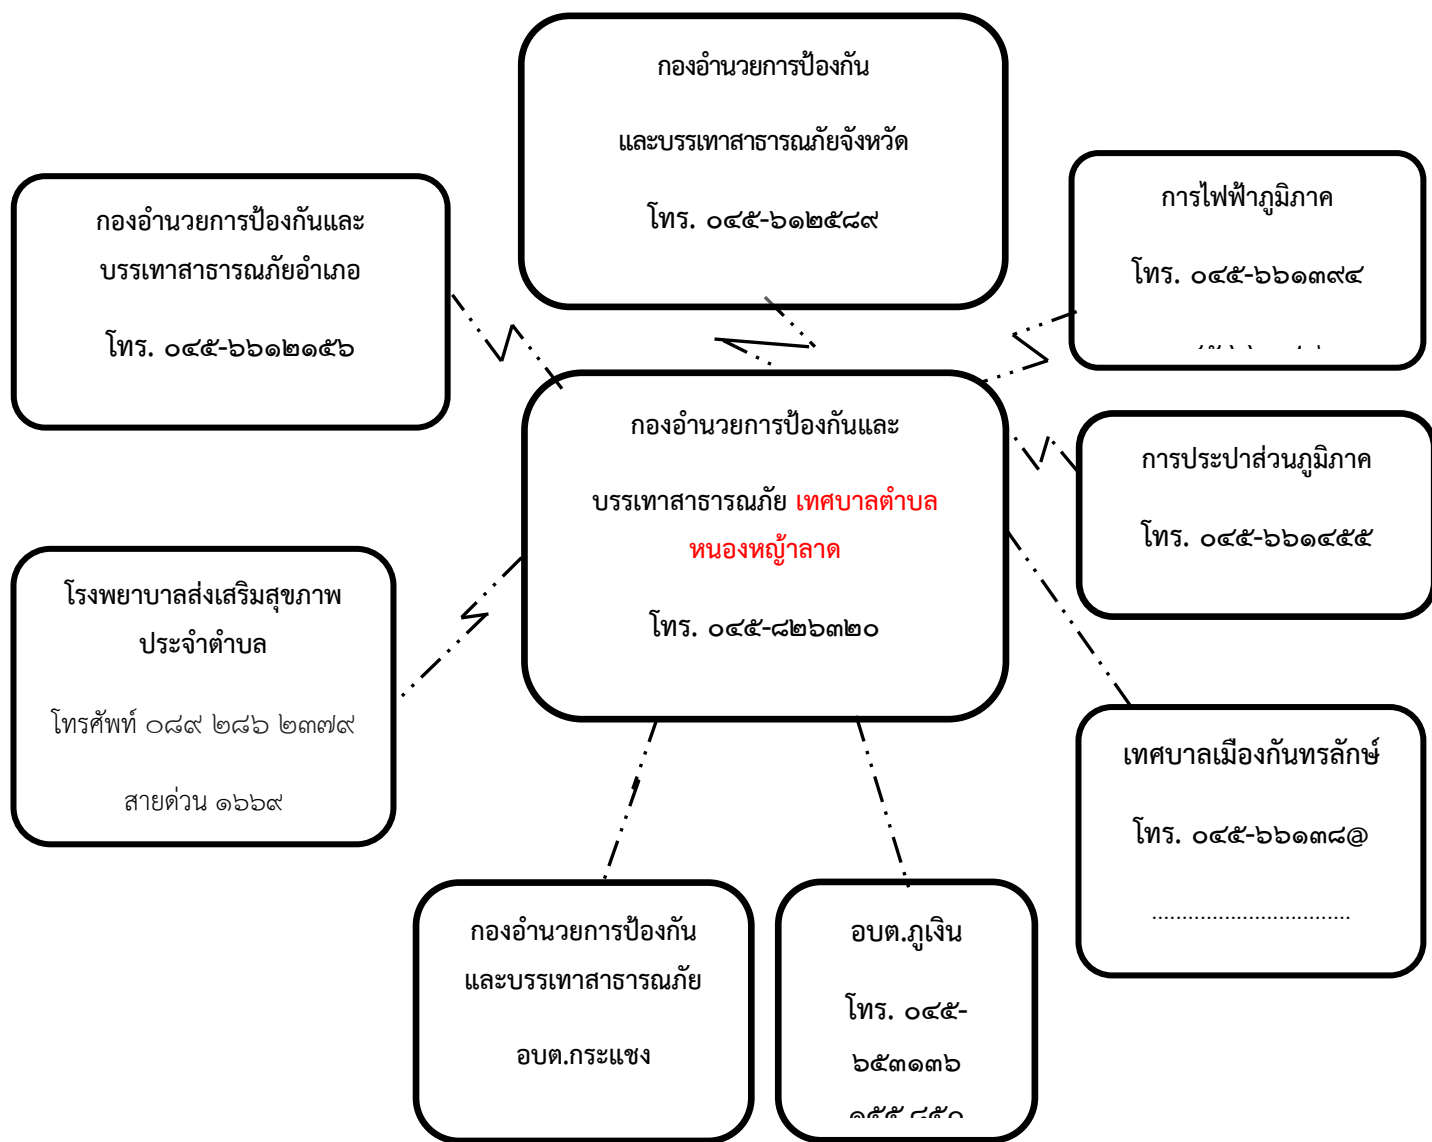 กองอำนวยการป้องกัน
และบรรเทาสาธารณภัยจังหวัด
โทร. ๐๔๕-๖๑๒๕๘๙
การไฟฟ้าภูมิภาค
โทร. ๐๔๕-๖๖๑๓๙๔
กองอำนวยการป้องกันและ
บรรเทาสาธารณภัยอำเภอ
โทร. ๐๔๕-๖๖๑๒๑๕๖
กองอำนวยการป้องกันและ
บรรเทาสาธารณภัย เทศบาลตำบล
หนองหญ้าลาด
โทร. ๐๔๕-๘๒๖๓๒๐
การประปาส่วนภูมิภาค
โทร. ๐๔๕-๖๖๑๔๕๕
โรงพยาบาลส่งเสริมสุขภาพ
ประจำตำบล
โทรศัพท์ ๐๘๙ ๒๘๖ ๒๓๗๙
สายด่วน ๑๖๖๙
เทศบาลเมืองกันทรลักษ์
โทร. ๐๔๕-๖๖๑๓๘@
.................................
กองอำนวยการป้องกัน
และบรรเทาสาธารณภัย
อบต.กระแชง
อบต.ภูเงิน
โทร. ๐๔๕-
๖๕๓๑๓๖